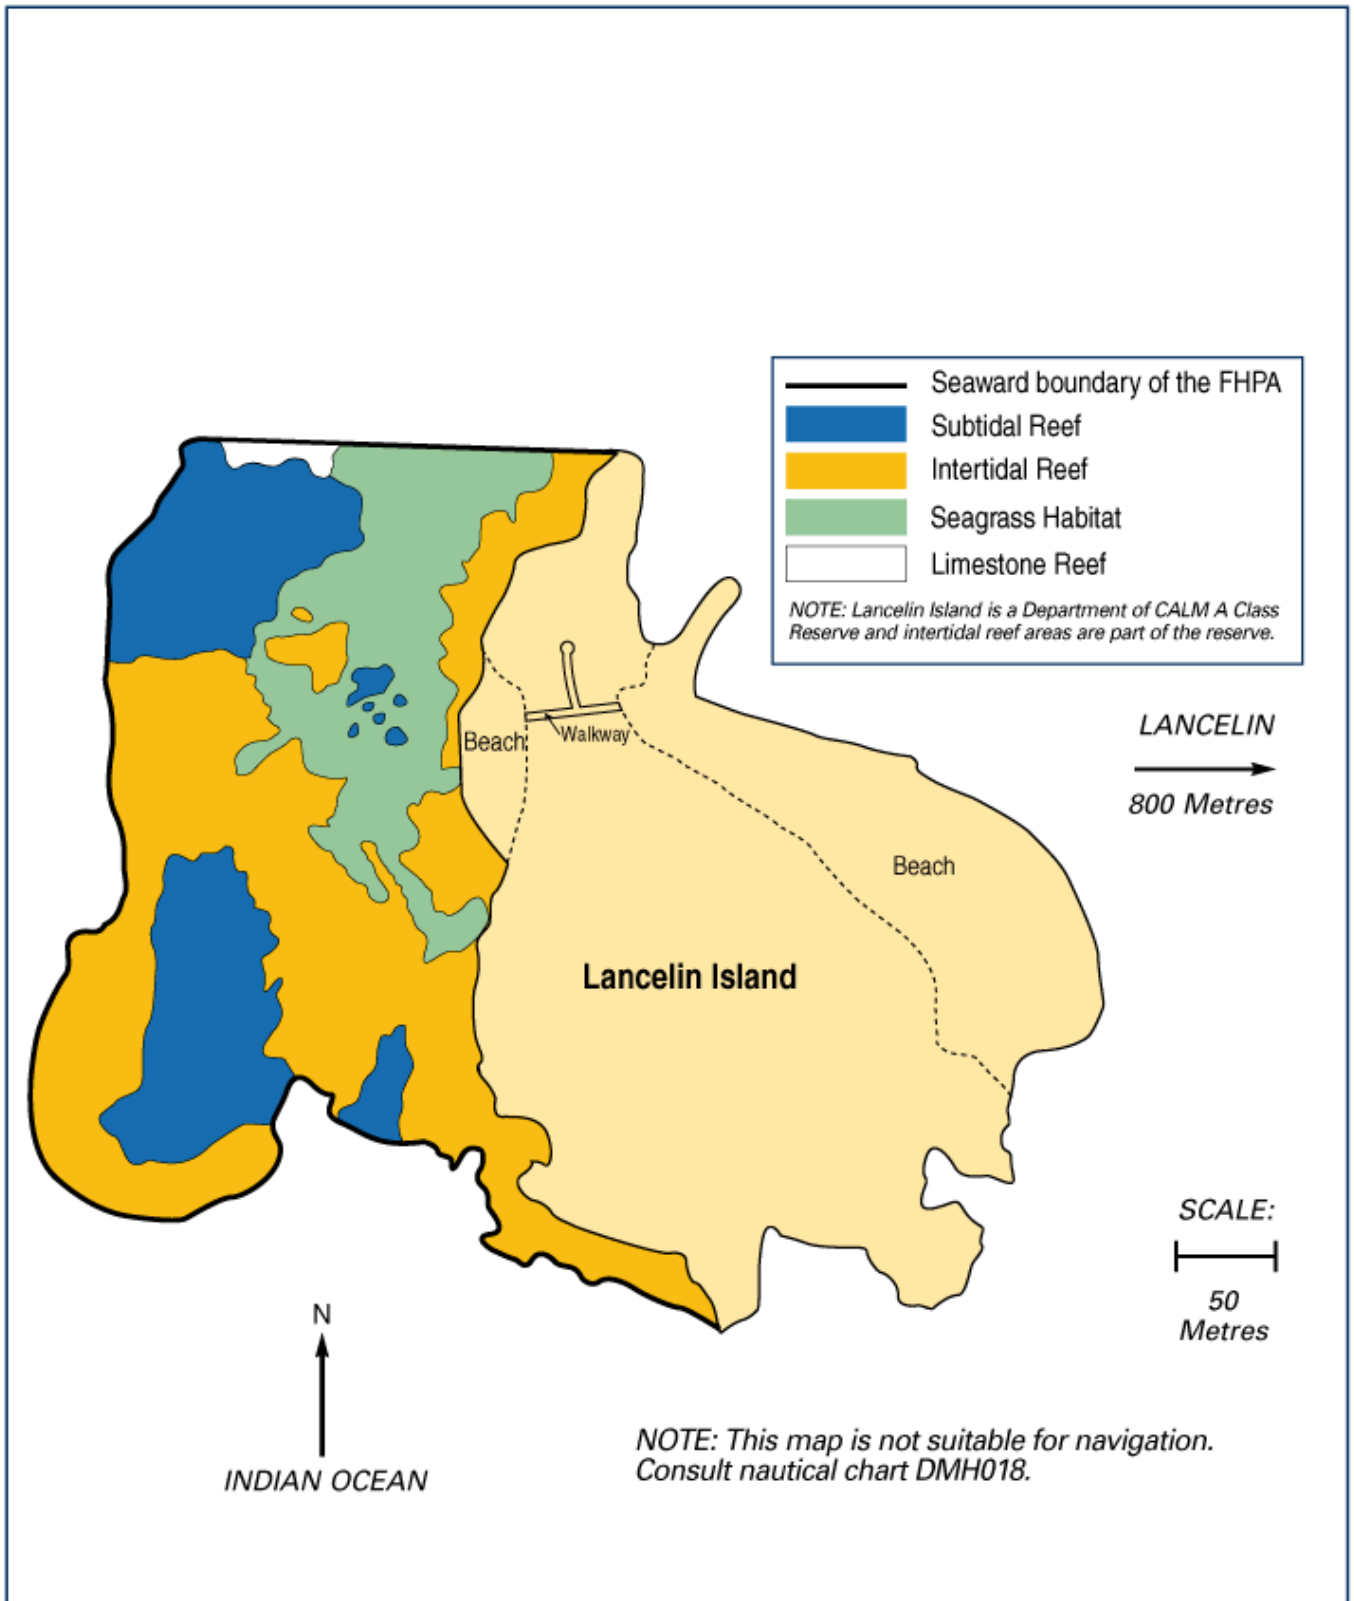 Seaward boundary of the FHPA
Subtidal Reef
Intertidal Reef
Seagrass Habitat
Limestone Reef
NOTE: Lancelin Island is a Department of CALM A Class
Reserve and intertidal reef areas are part of the reserve.
LANCELIN
800 Metres
Walkway
Beach
Beach
Lancelin Island
SCALE:
50
Metres
N
INDIAN OCEAN
NOTE: This map is not suitable for navigation.
Consult nautical chart DMH018.